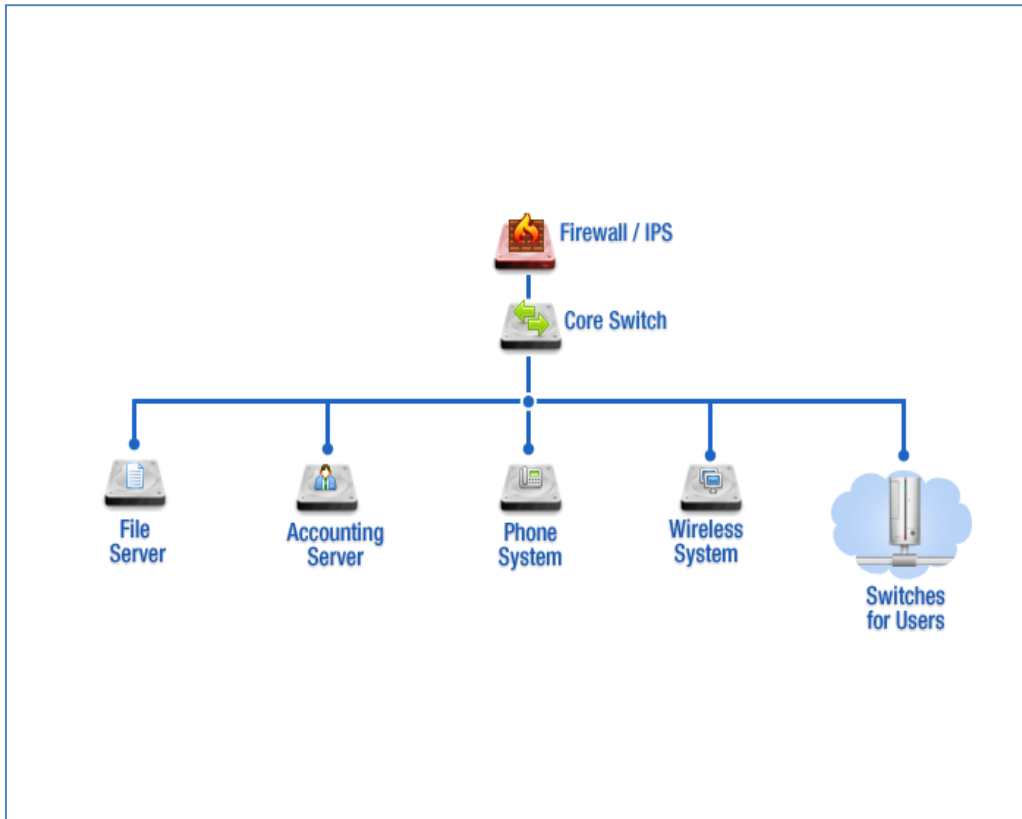 Firewall / IPS
Core Switch
File
Server
Accounting
Server
Phone
System
Wireless
System
Switches
for Users